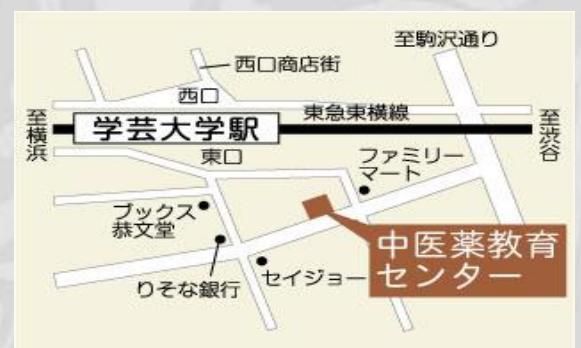 至駒沢通り
西口商店街
西口
東急東横線
至横浜
学芸大学駅
至渋谷
東口
ファミリー
マート
ブックス
恭文堂
中医薬教育
センター
りそな銀行
セイジョー